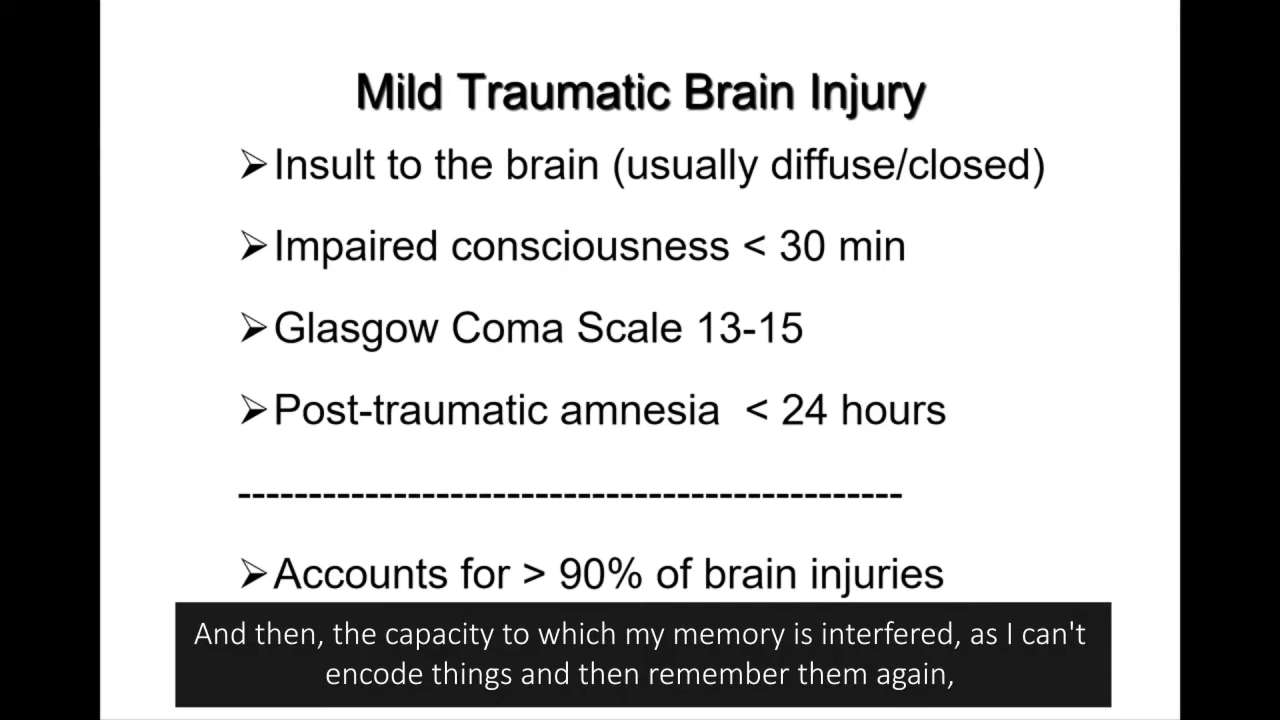 Mild Traumatic Brain Injury
➢Insult to the brain (usually diffuse/closed)
➢Impaired consciousness < 30 min
➢Glasgow Coma Scale 13-15
➢Post-traumatic amnesia < 24 hours
-----------------------------------------------
➢Accounts for > 90% of brain injuries
And then, the capacity to which my memory is interfered, as I can't
encode things and then remember them again,